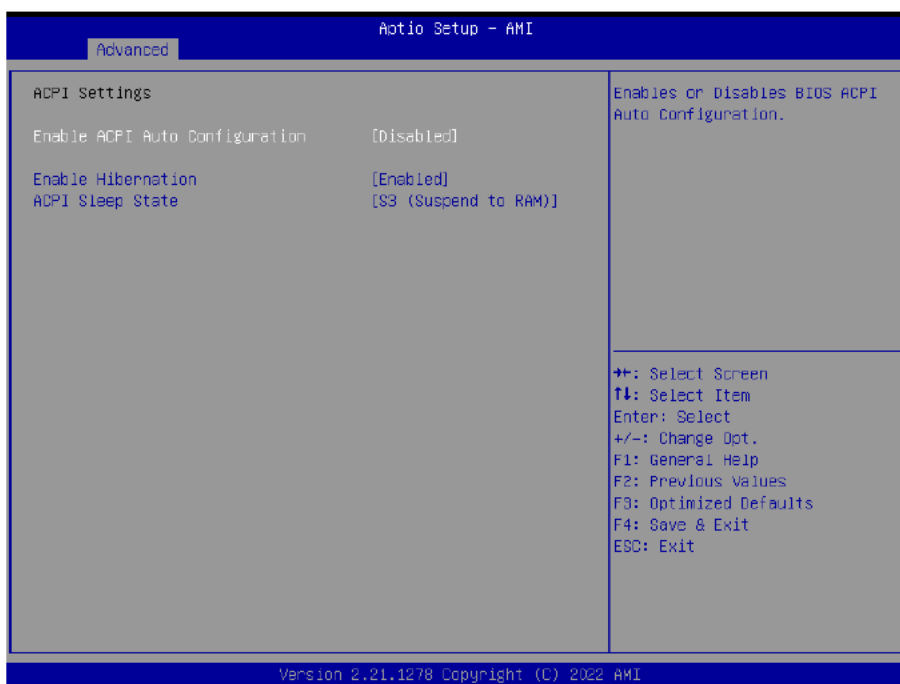 Aptio Setup – AMI
Advanced
ACPI Settings
Enable ACPI Auto Configuration [Disabled]
Enable Hibernation [Enabled]
ACPI Sleep State [S3 (Suspend to RAM)]
Enables or Disables BIOS ACPI
Auto Configuration.
→←: Select Screen
↑↓: Select Item
Enter: Select
+/-: Change Opt.
F1: General Help
F2: Previous Values
F3: Optimized Defaults
F4: Save & Exit
ESC: Exit
Version 2.21.1278 Copyright (C) 2022 AMI